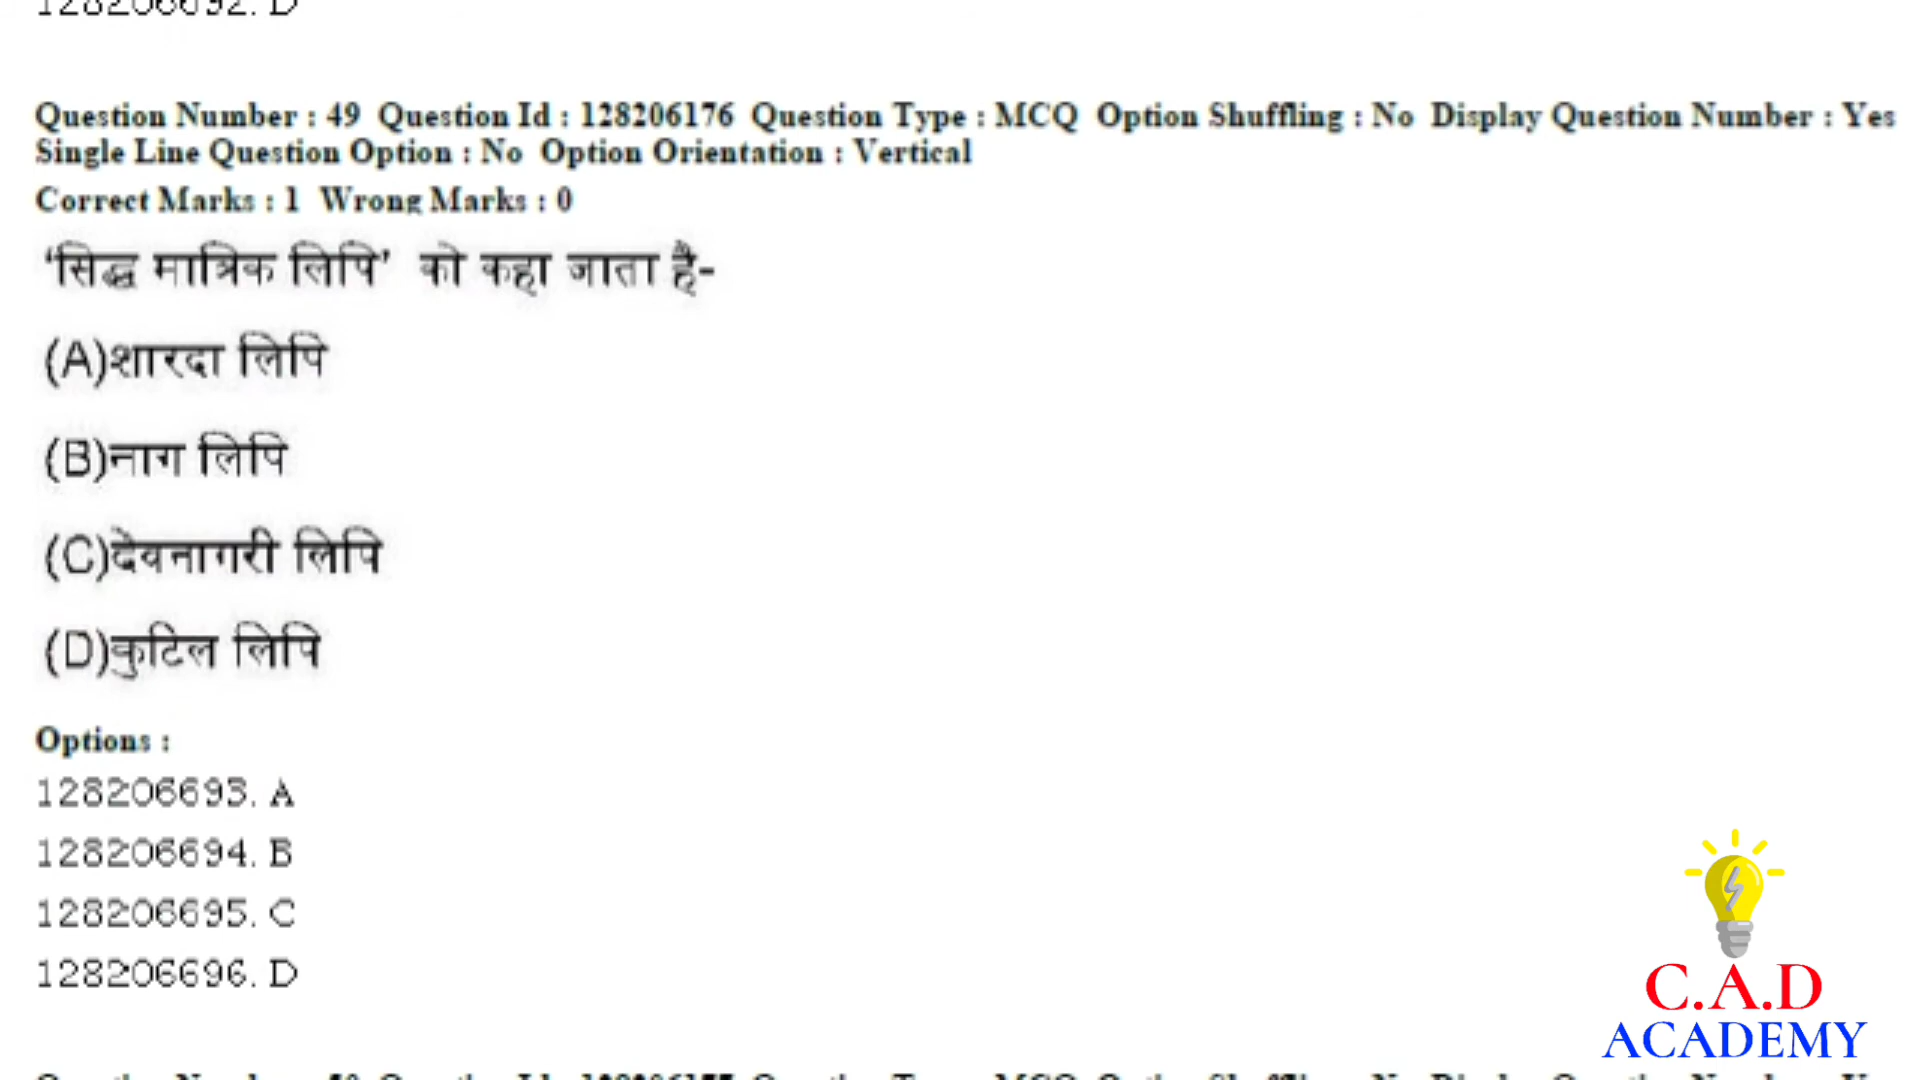 128206692. D
Question Number : 49 Question Id : 128206176 Question Type : MCQ Option Shuffling : No Display Question Number : Yes
Single Line Question Option : No Option Orientation : Vertical
Correct Marks : 1 Wrong Marks : 0
‘सिद्ध मात्रिक लिपि’ को कहा जाता है-
(A)शारदा लिपि
(B)नाग लिपि
(C)देवनागरी लिपि
(D)कुटिल लिपि
Options :
128206693. A
128206694. B
128206695. C
128206696. D
C.A.D
ACADEMY